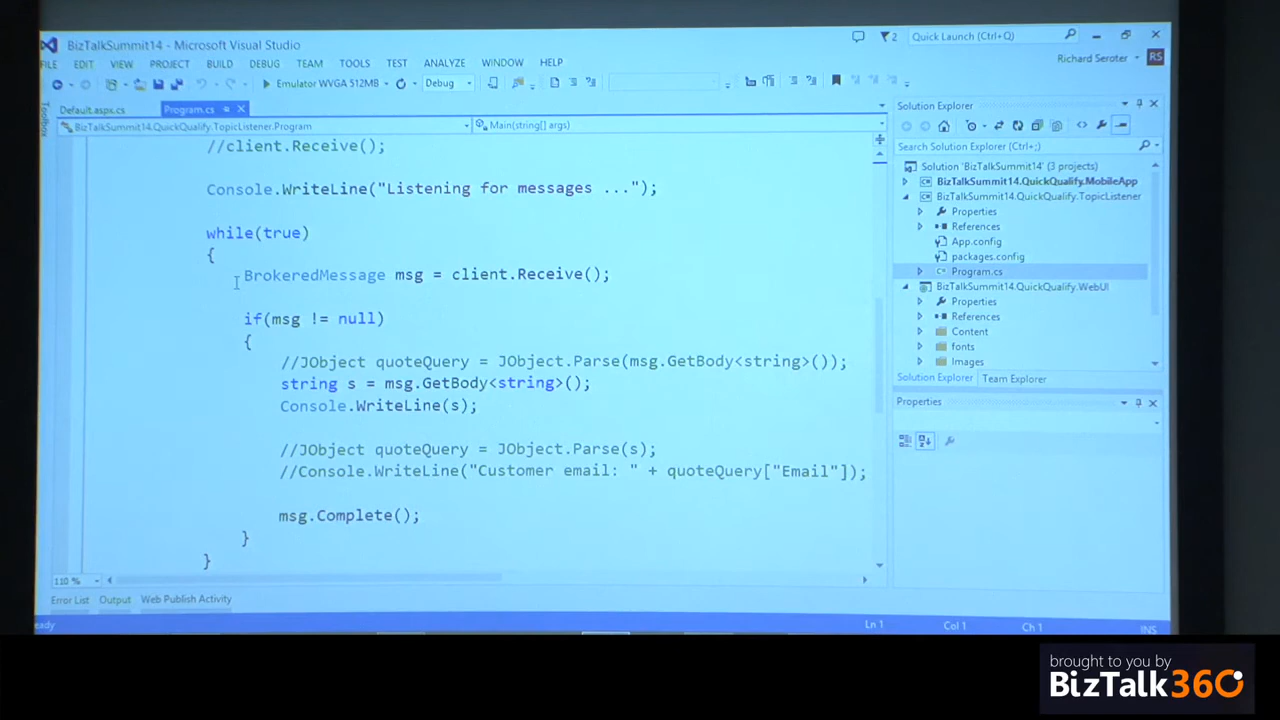 BizTalkSummit14 - Microsoft Visual Studio
2
Quick Launch (Ctrl+Q)
FILE EDIT VIEW PROJECT BUILD DEBUG TEAM TOOLS TEST ANALYZE WINDOW HELP
Richard Seroter
RS
Emulator WVGA 512MB
Debug
Toolbox
Default.aspx.cs
Program.cs
BizTalkSummit14.QuickQualify.TopicListener.Program
Main(string[] args)
//client.Receive();
Console.WriteLine("Listening for messages ...");
while(true)
{
BrokeredMessage msg = client.Receive();
if(msg != null)
{
//JObject quoteQuery = JObject.Parse(msg.GetBody<string>());
string s = msg.GetBody<string>();
Console.WriteLine(s);
//JObject quoteQuery = JObject.Parse(s);
//Console.WriteLine("Customer email: " + quoteQuery["Email"]);
msg.Complete();
}
}
110 %
Error List Output Web Publish Activity
Solution Explorer
Search Solution Explorer (Ctrl+;)
Solution 'BizTalkSummit14' (3 projects)
BizTalkSummit14.QuickQualify.MobileApp
BizTalkSummit14.QuickQualify.TopicListener
Properties
References
App.config
packages.config
Program.cs
BizTalkSummit14.QuickQualify.WebUI
Properties
References
Content
fonts
Images
Solution Explorer Team Explorer
Properties
eady
Ln 1
Col 1
Ch 1
INS
brought to you by
BizTalk360